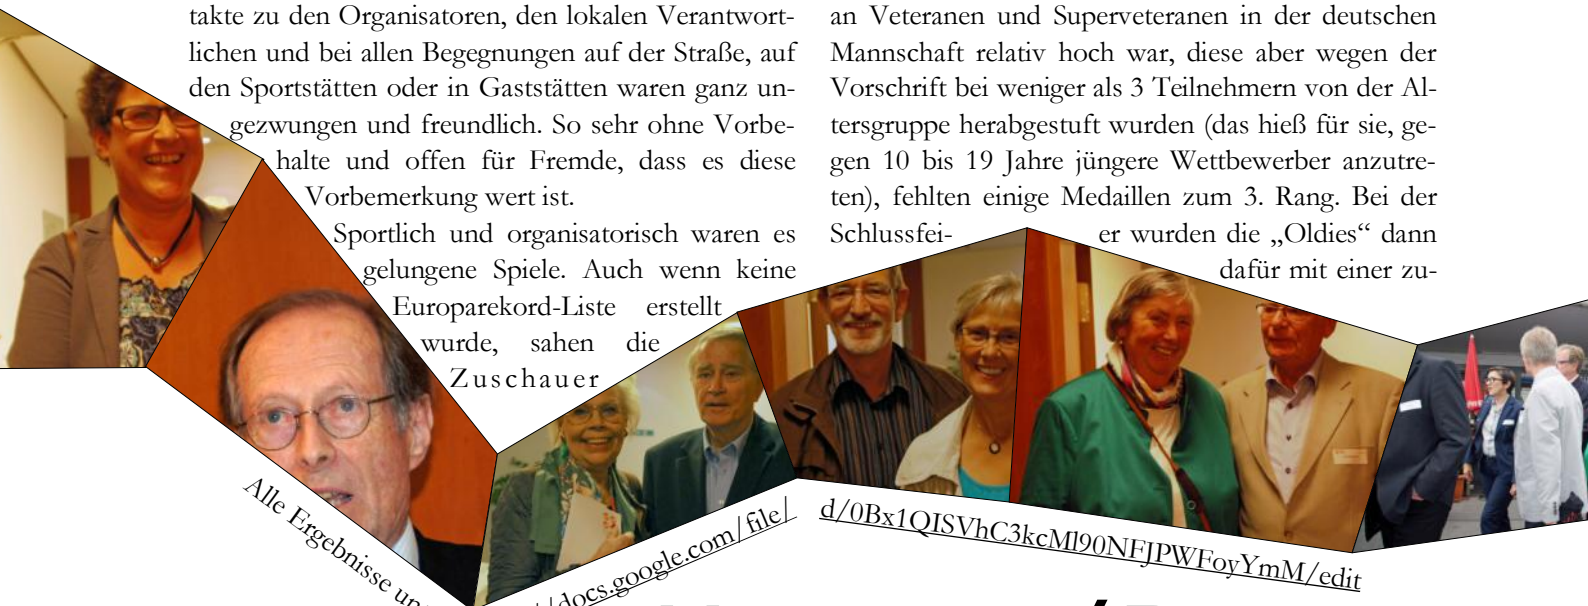 takte zu den Organisatoren, den lokalen Verantwort-
lichen und bei allen Begegnungen auf der Straße, auf
den Sportstätten oder in Gaststätten waren ganz un-
gezwungen und freundlich. So sehr ohne Vorbe-
halte und offen für Fremde, dass es diese
Vorbemerkung wert ist.
Sportlich und organisatorisch waren es
gelungene Spiele. Auch wenn keine
Europarekord-Liste erstellt
wurde, sahen die
Zuschauer
an Veteranen und Superveteranen in der deutschen
Mannschaft relativ hoch war, diese aber wegen der
Vorschrift bei weniger als 3 Teilnehmern von der Al-
tersgruppe herabgestuft wurden (das hieß für sie, ge-
gen 10 bis 19 Jahre jüngere Wettbewerber anzutre-
ten), fehlten einige Medaillen zum 3. Rang. Bei der
Schlussfei- er wurden die „Oldies“ dann
dafür mit einer zu-
Alle Ergebnisse
/docs.google.com/file/
d/0Bx1QISVhC3kcMl90NFJPWFoyYmM/edit